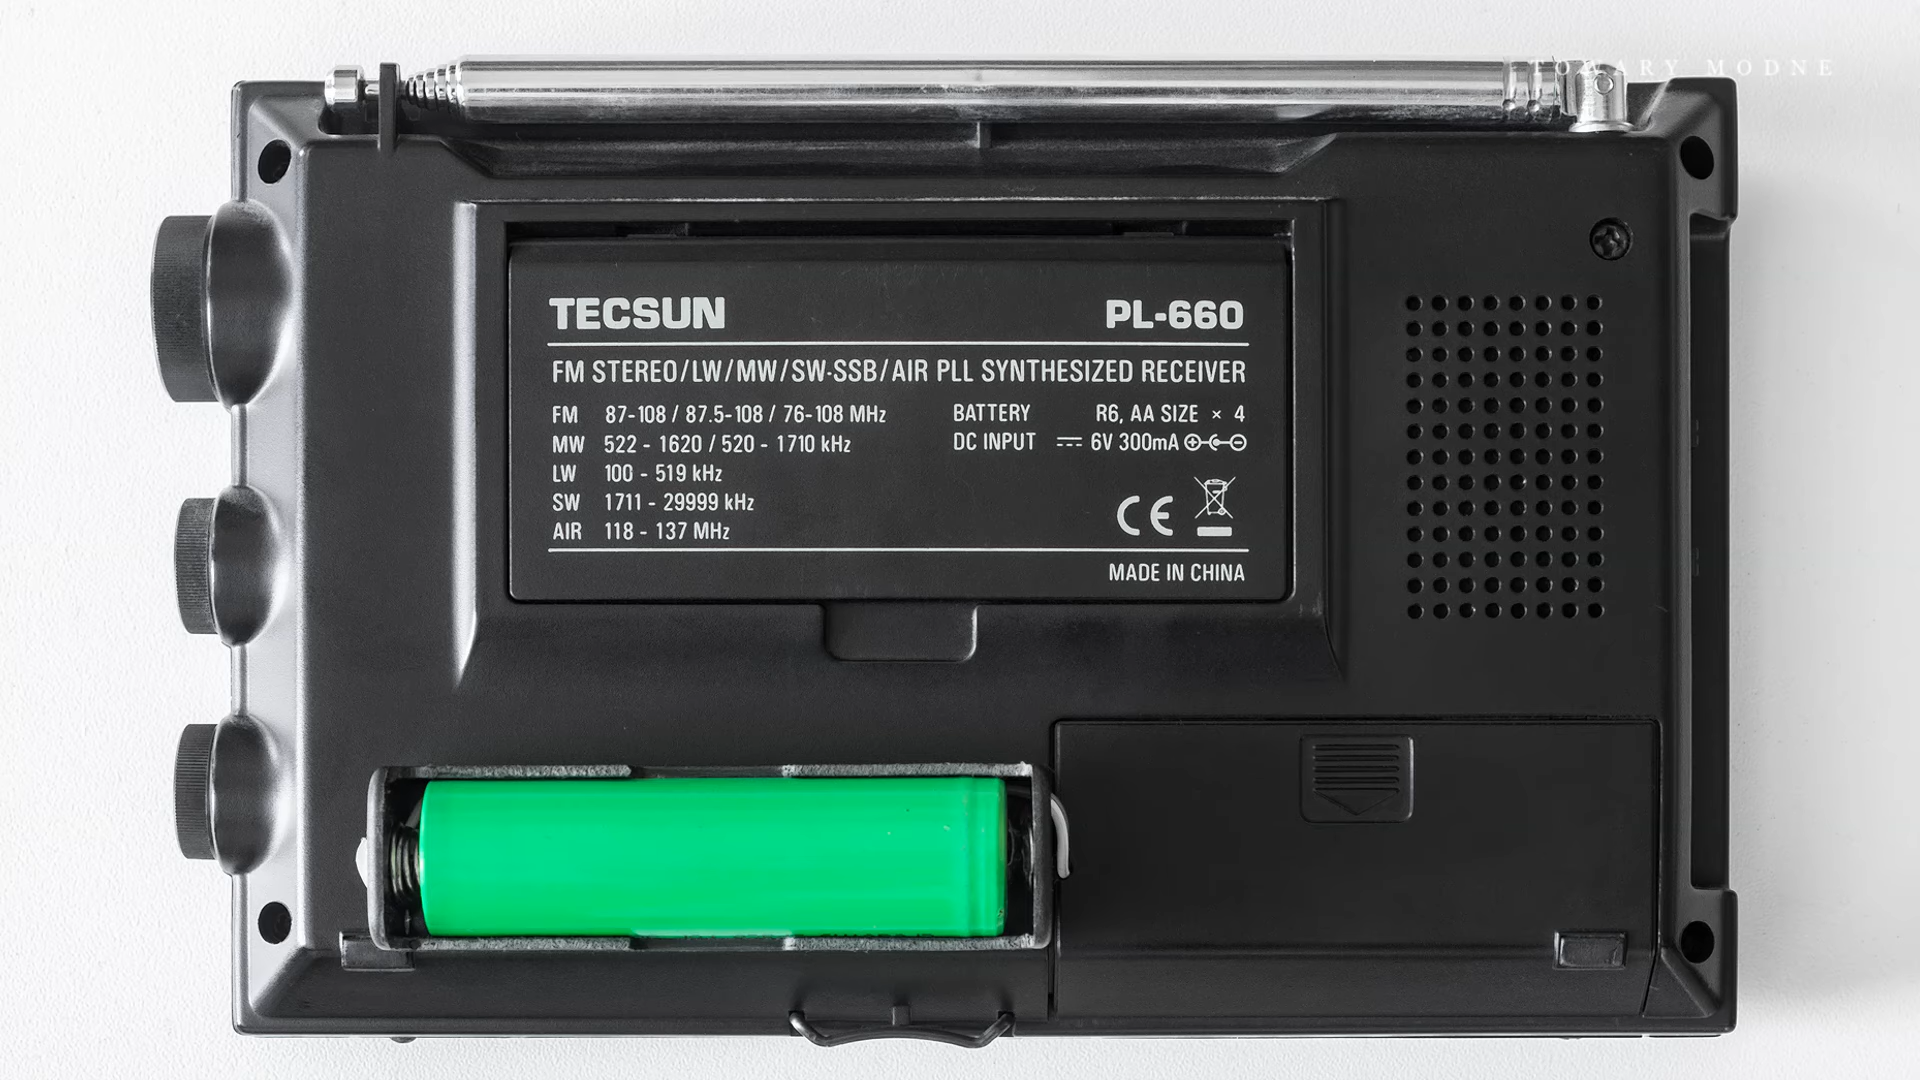 TOWARY MODNE
TECSUN PL-660
FM STEREO/LW/MW/SW-SSB/AIR PLL SYNTHESIZED RECEIVER
FM 87-108 / 87.5-108 / 76-108 MHz BATTERY R6, AA SIZE × 4
MW 522 - 1620 / 520 - 1710 kHz DC INPUT 6V 300mA
LW 100 - 519 kHz
SW 1711 - 29999 kHz
AIR 118 - 137 MHz
CE
MADE IN CHINA